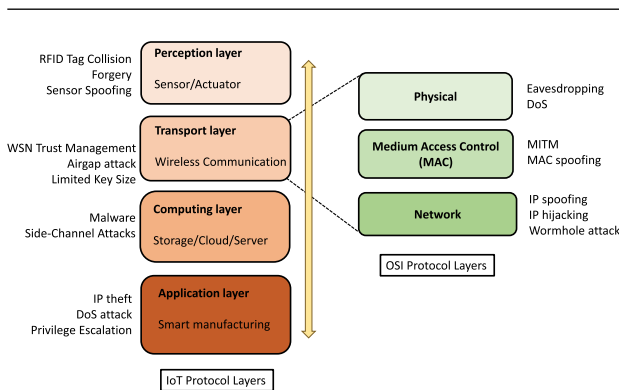 RFID Tag Collision
Forgery
Sensor Spoofing
Perception layer
Sensor/Actuator
WSN Trust Management
Airgap attack
Limited Key Size
Transport layer
Wireless Communication
Malware
Side-Channel Attacks
Computing layer
Storage/Cloud/Server
IP theft
DoS attack
Privilege Escalation
Application layer
Smart manufacturing
IoT Protocol Layers
Physical
Eavesdropping
DoS
Medium Access Control
(MAC)
MITM
MAC spoofing
Network
IP spoofing
IP hijacking
Wormhole attack
OSI Protocol Layers